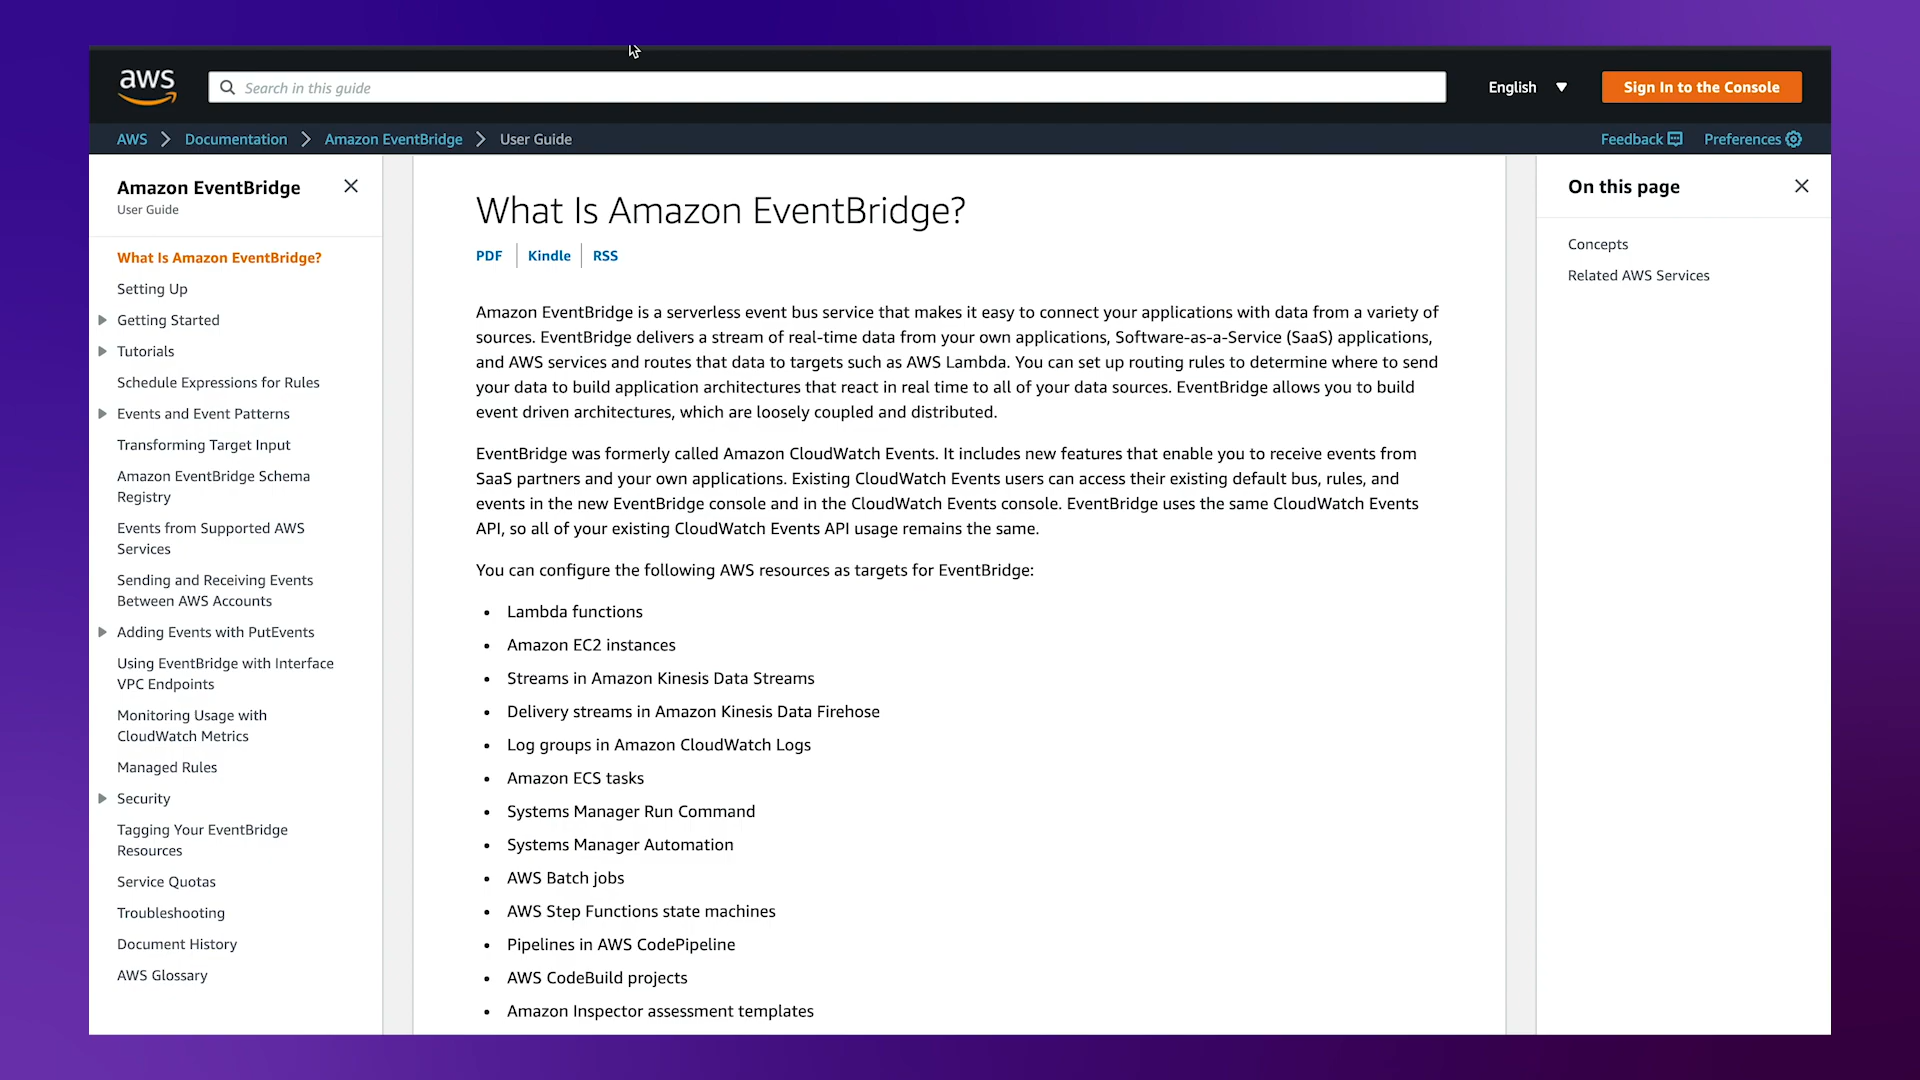 aws
Search in this guide
English
Sign In to the Console
AWS
Documentation
Amazon EventBridge
User Guide
Feedback
Preferences
Amazon EventBridge
User Guide
What Is Amazon EventBridge?
Setting Up
Getting Started
Tutorials
Schedule Expressions for Rules
Events and Event Patterns
Transforming Target Input
Amazon EventBridge Schema
Registry
Events from Supported AWS
Services
Sending and Receiving Events
Between AWS Accounts
Adding Events with PutEvents
Using EventBridge with Interface
VPC Endpoints
Monitoring Usage with
CloudWatch Metrics
Managed Rules
Security
Tagging Your EventBridge
Resources
Service Quotas
Troubleshooting
Document History
AWS Glossary
What Is Amazon EventBridge?
PDF
Kindle
RSS
Amazon EventBridge is a serverless event bus service that makes it easy to connect your applications with data from a variety of
sources. EventBridge delivers a stream of real-time data from your own applications, Software-as-a-Service (SaaS) applications,
and AWS services and routes that data to targets such as AWS Lambda. You can set up routing rules to determine where to send
your data to build application architectures that react in real time to all of your data sources. EventBridge allows you to build
event driven architectures, which are loosely coupled and distributed.
EventBridge was formerly called Amazon CloudWatch Events. It includes new features that enable you to receive events from
SaaS partners and your own applications. Existing CloudWatch Events users can access their existing default bus, rules, and
events in the new EventBridge console and in the CloudWatch Events console. EventBridge uses the same CloudWatch Events
API, so all of your existing CloudWatch Events API usage remains the same.
You can configure the following AWS resources as targets for EventBridge:
• Lambda functions
• Amazon EC2 instances
• Streams in Amazon Kinesis Data Streams
• Delivery streams in Amazon Kinesis Data Firehose
• Log groups in Amazon CloudWatch Logs
• Amazon ECS tasks
• Systems Manager Run Command
• Systems Manager Automation
• AWS Batch jobs
• AWS Step Functions state machines
• Pipelines in AWS CodePipeline
• AWS CodeBuild projects
• Amazon Inspector assessment templates
On this page
Concepts
Related AWS Services